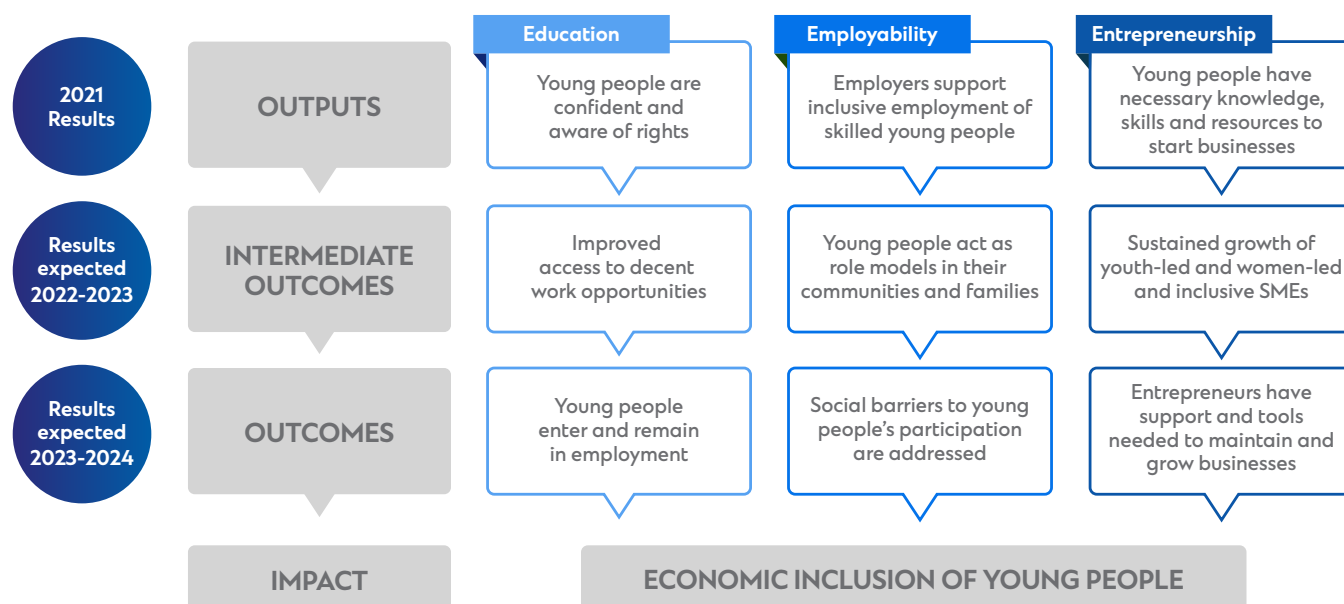 Education
Employability
Entrepreneurship
2021
Results
OUTPUTS
Young people are
confident and
aware of rights
Employers support
inclusive employment of
skilled young people
Young people have
necessary knowledge,
skills and resources to
start businesses
Results
expected
2022-2023
INTERMEDIATE
OUTCOMES
Improved
access to decent
work opportunities
Young people act as
role models in their
communities and families
Sustained growth of
youth-led and women-led
and inclusive SMEs
Results
expected
2023-2024
OUTCOMES
Young people
enter and remain
in employment
Social barriers to young
people's participation
are addressed
Entrepreneurs have
support and tools
needed to maintain and
grow businesses
IMPACT
ECONOMIC INCLUSION OF YOUNG PEOPLE